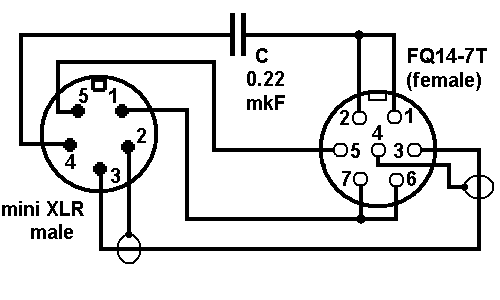 C
0.22
mkF
FQ14-7T
(female)
5 1
4 2
3
mini XLR
male
2 1
4
5 3
7 6